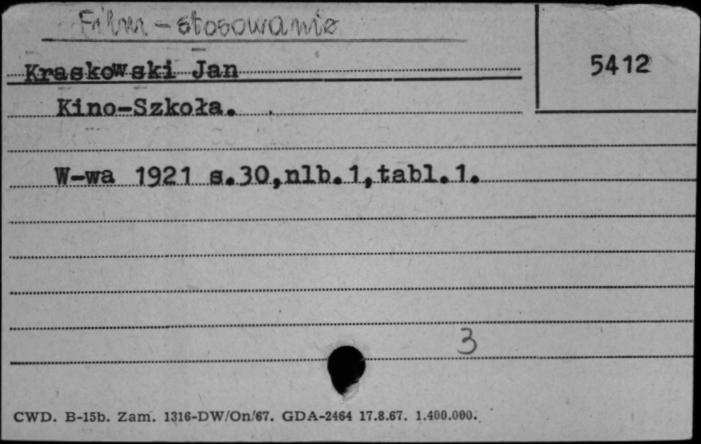 Film - stosowanie
Kraskowski Jan
5412
Kino-Szkoła.
W-wa 1921 s.30,nlb.1,tabl.1.
3
CWD. B-15b. Zam. 1316-DW/On/67. GDA-2464 17.8.67. 1.400.000.